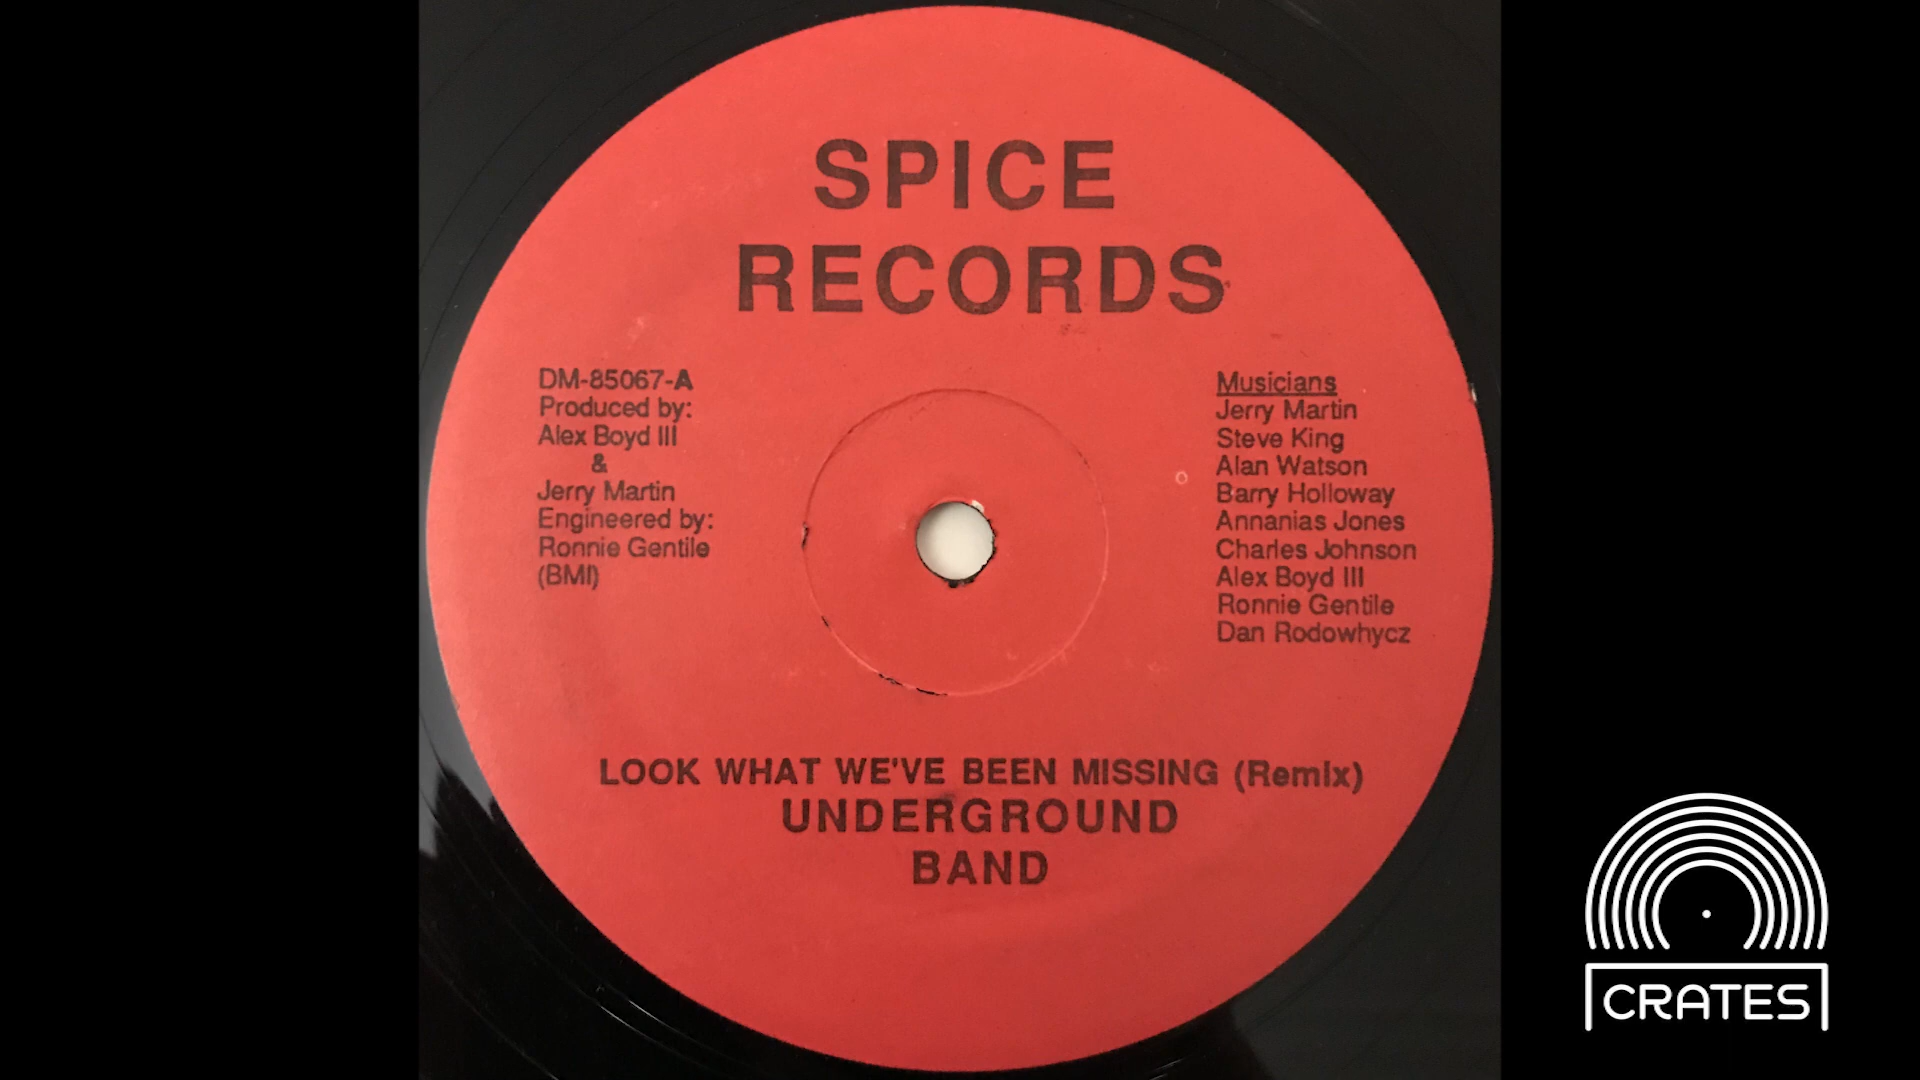 SPICE
RECORDS
DM-85067-A
Produced by:
Alex Boyd III
&
Jerry Martin
Engineered by:
Ronnie Gentile
(BMI)
Musicians
Jerry Martin
Steve King
Alan Watson
Barry Holloway
Annanias Jones
Charles Johnson
Alex Boyd III
Ronnie Gentile
Dan Rodowhycz
LOOK WHAT WE'VE BEEN MISSING (Remix)
UNDERGROUND
BAND
CRATES